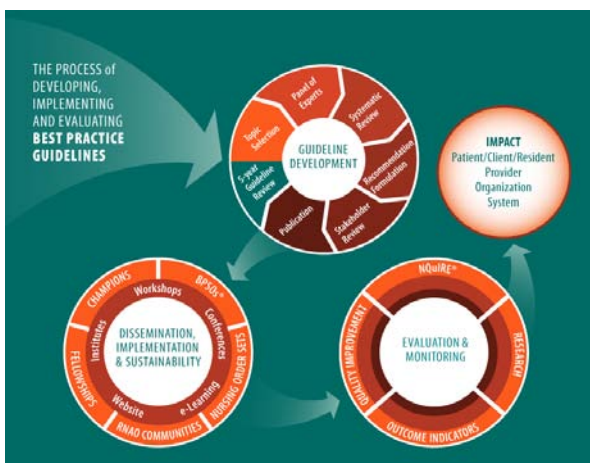 THE PROCESS of
DEVELOPING,
IMPLEMENTING
AND EVALUATING
BEST PRACTICE
GUIDELINES
GUIDELINE
DEVELOPMENT
Topic
Selection
Panel of
Experts
Systematic
Review
Recommendation
Formulation
Stakeholder
Review
Publication
5-year
Guideline
Review
IMPACT
Patient/Client/Resident
Provider
Organization
System
DISSEMINATION,
IMPLEMENTATION
& SUSTAINABILITY
CHAMPIONS
BPSOs®
NURSING ORDER SETS
RNAO COMMUNITIES
FELLOWSHIPS
Workshops
Conferences
e-Learning
Website
Institutes
EVALUATION &
MONITORING
NQuIRE®
RESEARCH
OUTCOME INDICATORS
QUALITY IMPROVEMENT